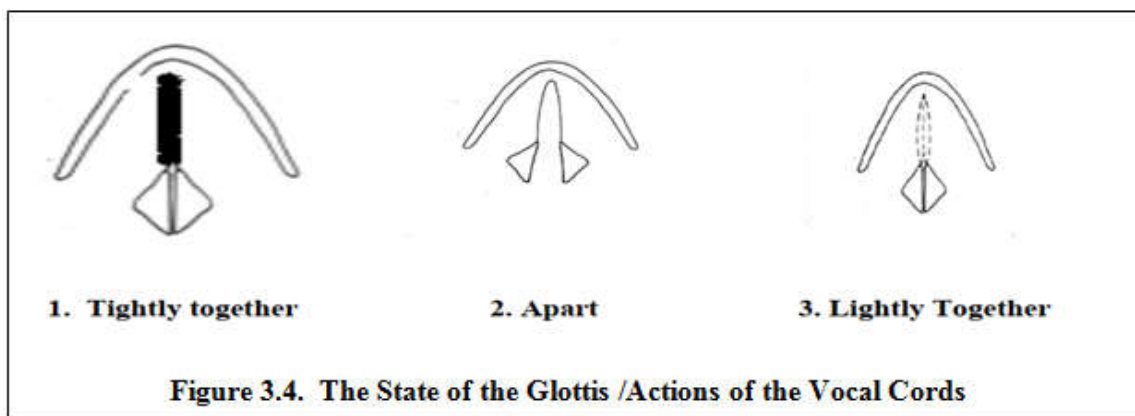 1. Tightly together
2. Apart
3. Lightly Together
Figure 3.4. The State of the Glottis /Actions of the Vocal Cords